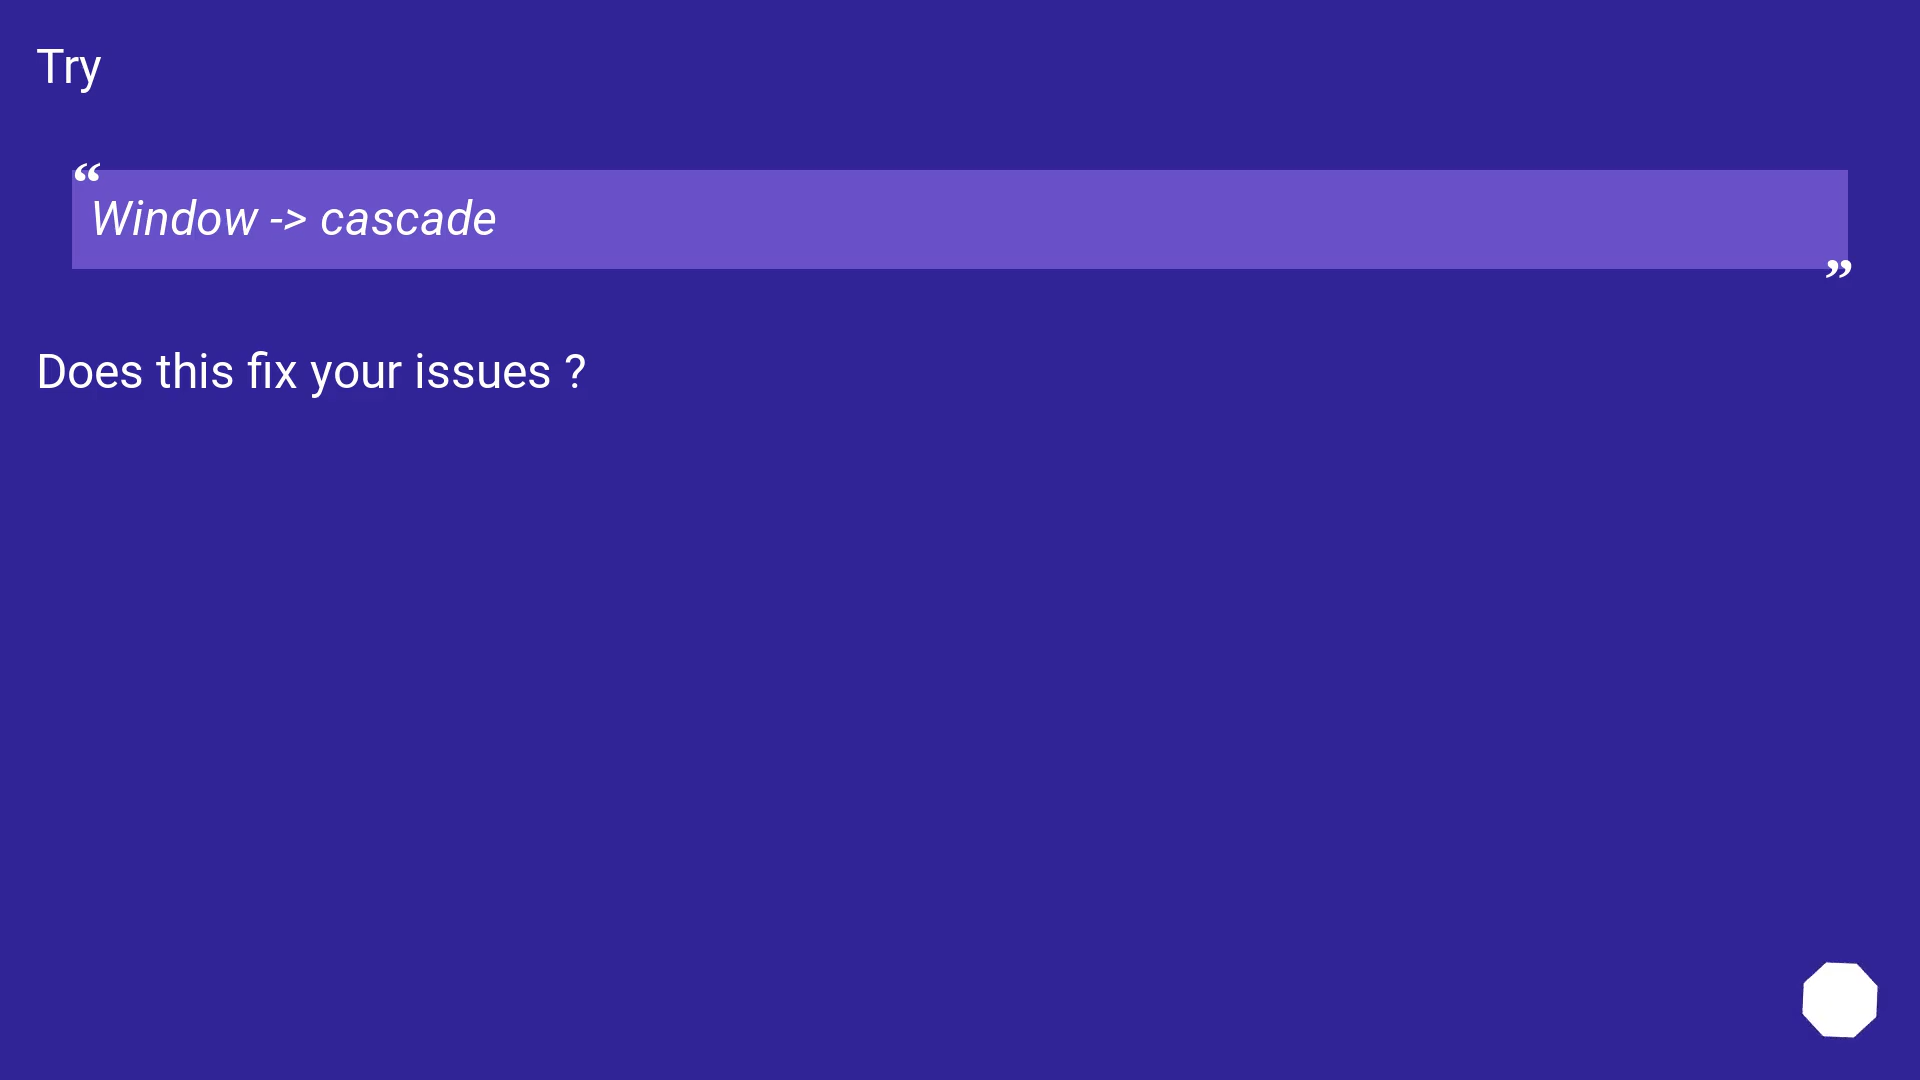 Try
“
Window -> cascade
”
Does this fix your issues ?